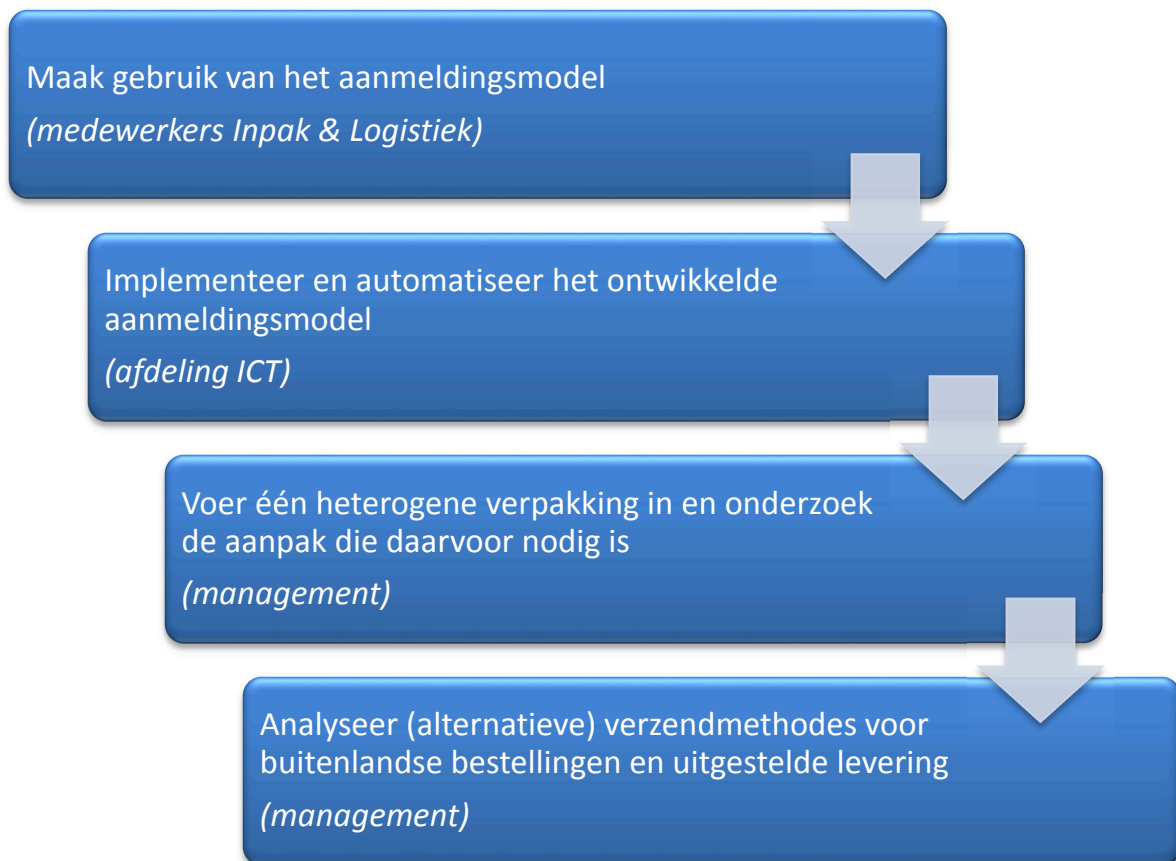 Maak gebruik van het aanmeldingsmodel
(medewerkers Inpak & Logistiek)
Implementeer en automatiseer het ontwikkelde
aanmeldingsmodel
(afdeling ICT)
Voer één heterogene verpakking in en onderzoek
de aanpak die daarvoor nodig is
(management)
Analyseer (alternatieve) verzendmethodes voor
buitenlandse bestellingen en uitgestelde levering
(management)